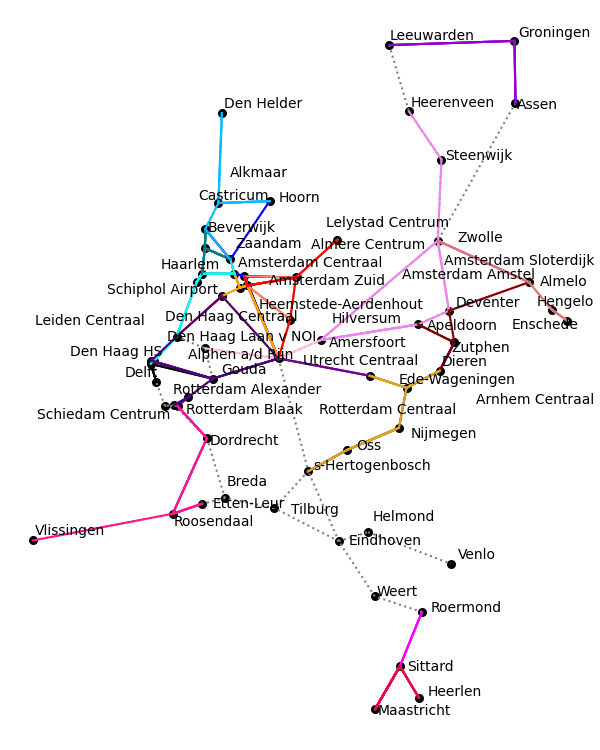 Groningen
Leeuwarden
Heerenveen
Assen
Den Helder
Steenwijk
Alkmaar
Castricum
Hoorn
Lelystad Centrum
Beverwijk
Zwolle
Zaandam
Almere Centrum
Amsterdam Sloterdijk
Haarlem
Amsterdam Centraal
Amsterdam Amstel
Amsterdam Zuid
Almelo
Schiphol Airport
Hengelo
Heemstede-Aerdenhout
Deventer
Den Haag Centraal
Hilversum
Leiden Centraal
Enschede
Apeldoorn
Den Haag Laan v NOI
Amersfoort
Zutphen
Den Haag HS
Alphen a/d Rijn
Utrecht Centraal
Dieren
Delft
Gouda
Ede-Wageningen
Rotterdam Alexander
Arnhem Centraal
Schiedam Centrum
Rotterdam Blaak
Rotterdam Centraal
Nijmegen
Dordrecht
Oss
s-Hertogenbosch
Breda
Etten-Leur
Tilburg
Helmond
Roosendaal
Vlissingen
Eindhoven
Venlo
Weert
Roermond
Sittard
Heerlen
Maastricht